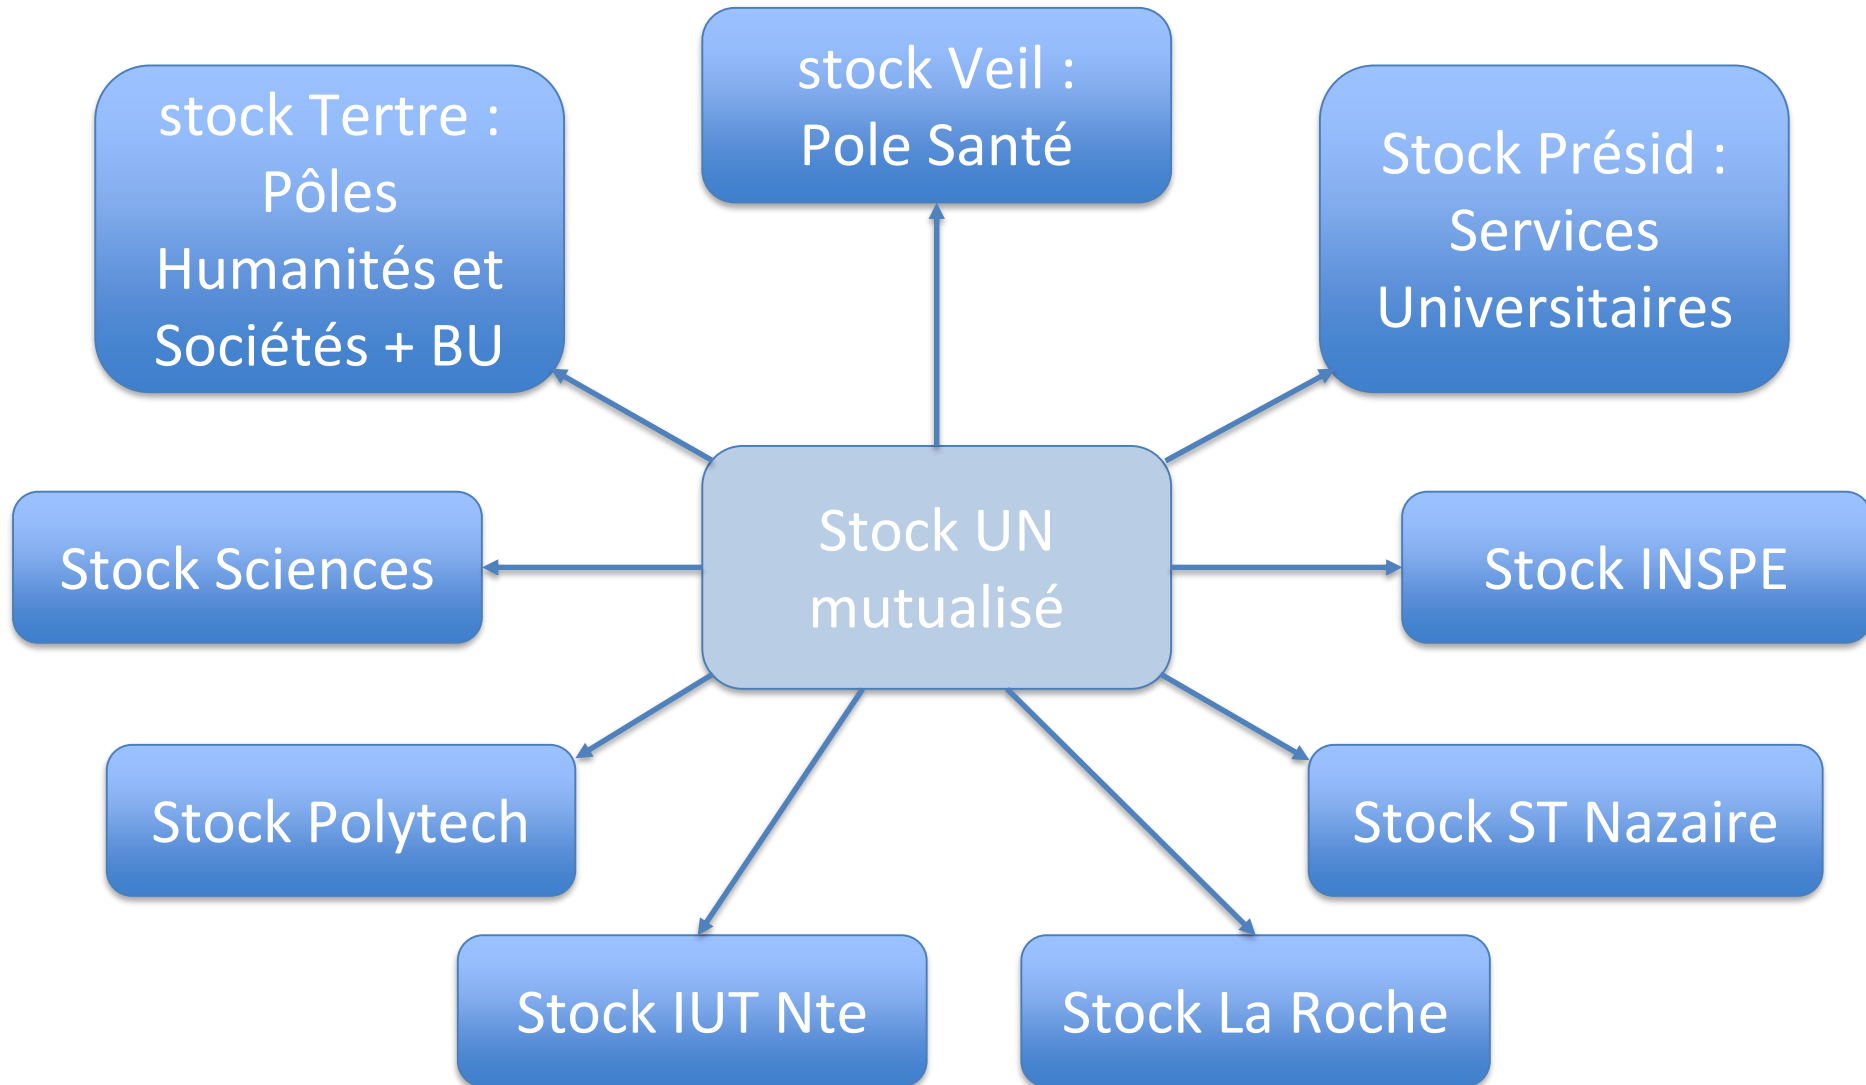 stock Tertre :
Pôles
Humanités et
Sociétés + BU
stock Veil :
Pole Santé
Stock Présid :
Services
Universitaires
Stock Sciences
Stock UN
mutualisé
Stock INSPE
Stock Polytech
Stock ST Nazaire
Stock IUT Nte
Stock La Roche